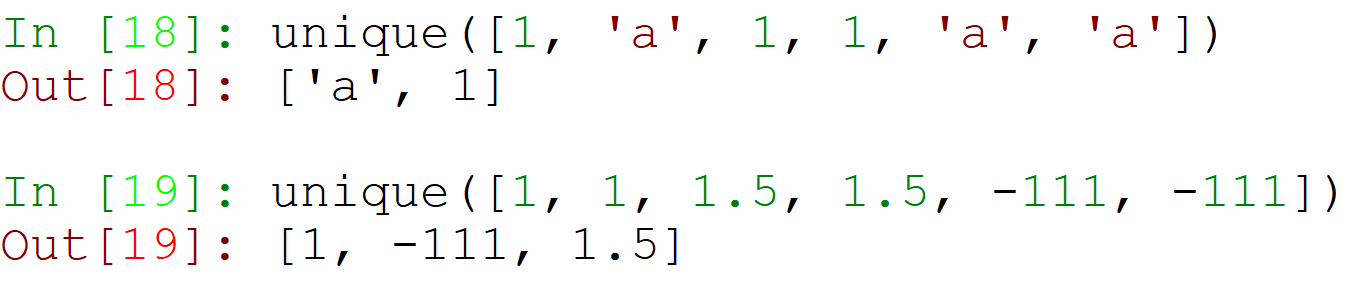 In [18]: unique([1, 'a', 1, 1, 'a', 'a'])
Out[18]: ['a', 1]
In [19]: unique([1, 1, 1.5, 1.5, -111, -111])
Out[19]: [1, -111, 1.5]